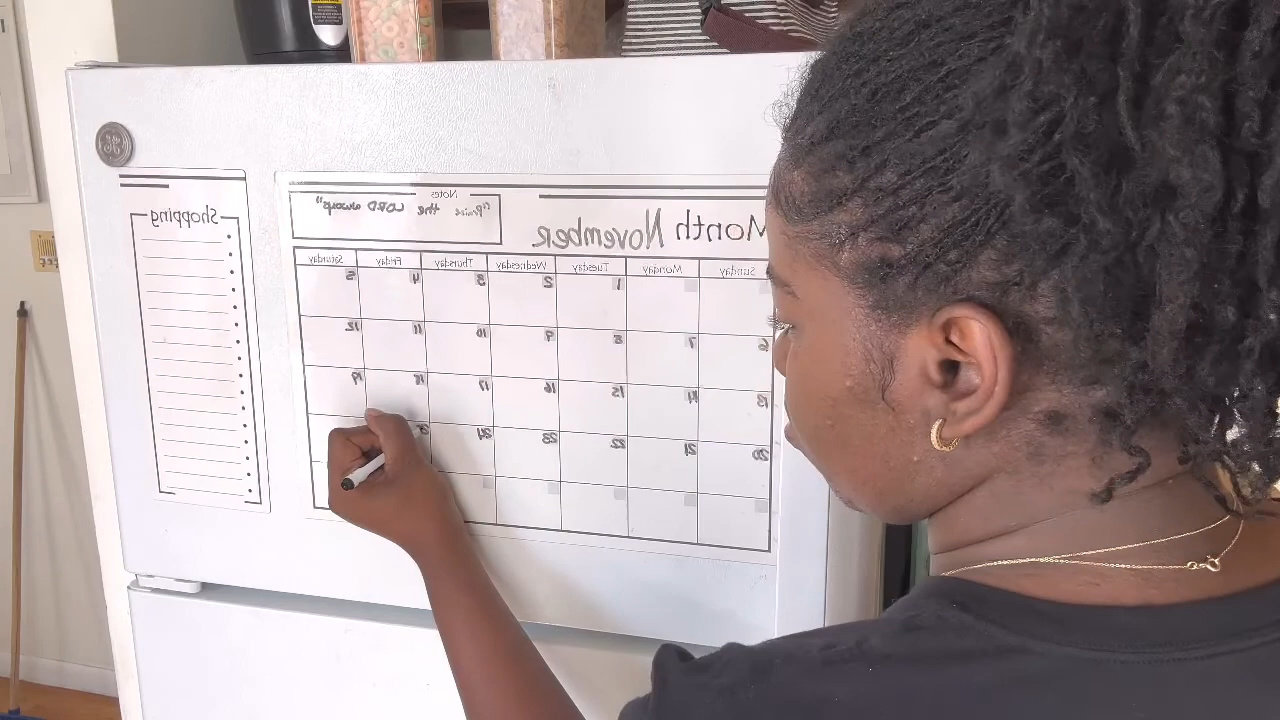 Shopping
Notes
"Praise the LORD always"
Month November
Sunday Monday Tuesday Wednesday Thursday Friday Saturday
1 2 3 4 5
6 7 8 9 10 11 12
13 14 15 16 17 18 19
20 21 22 23 24